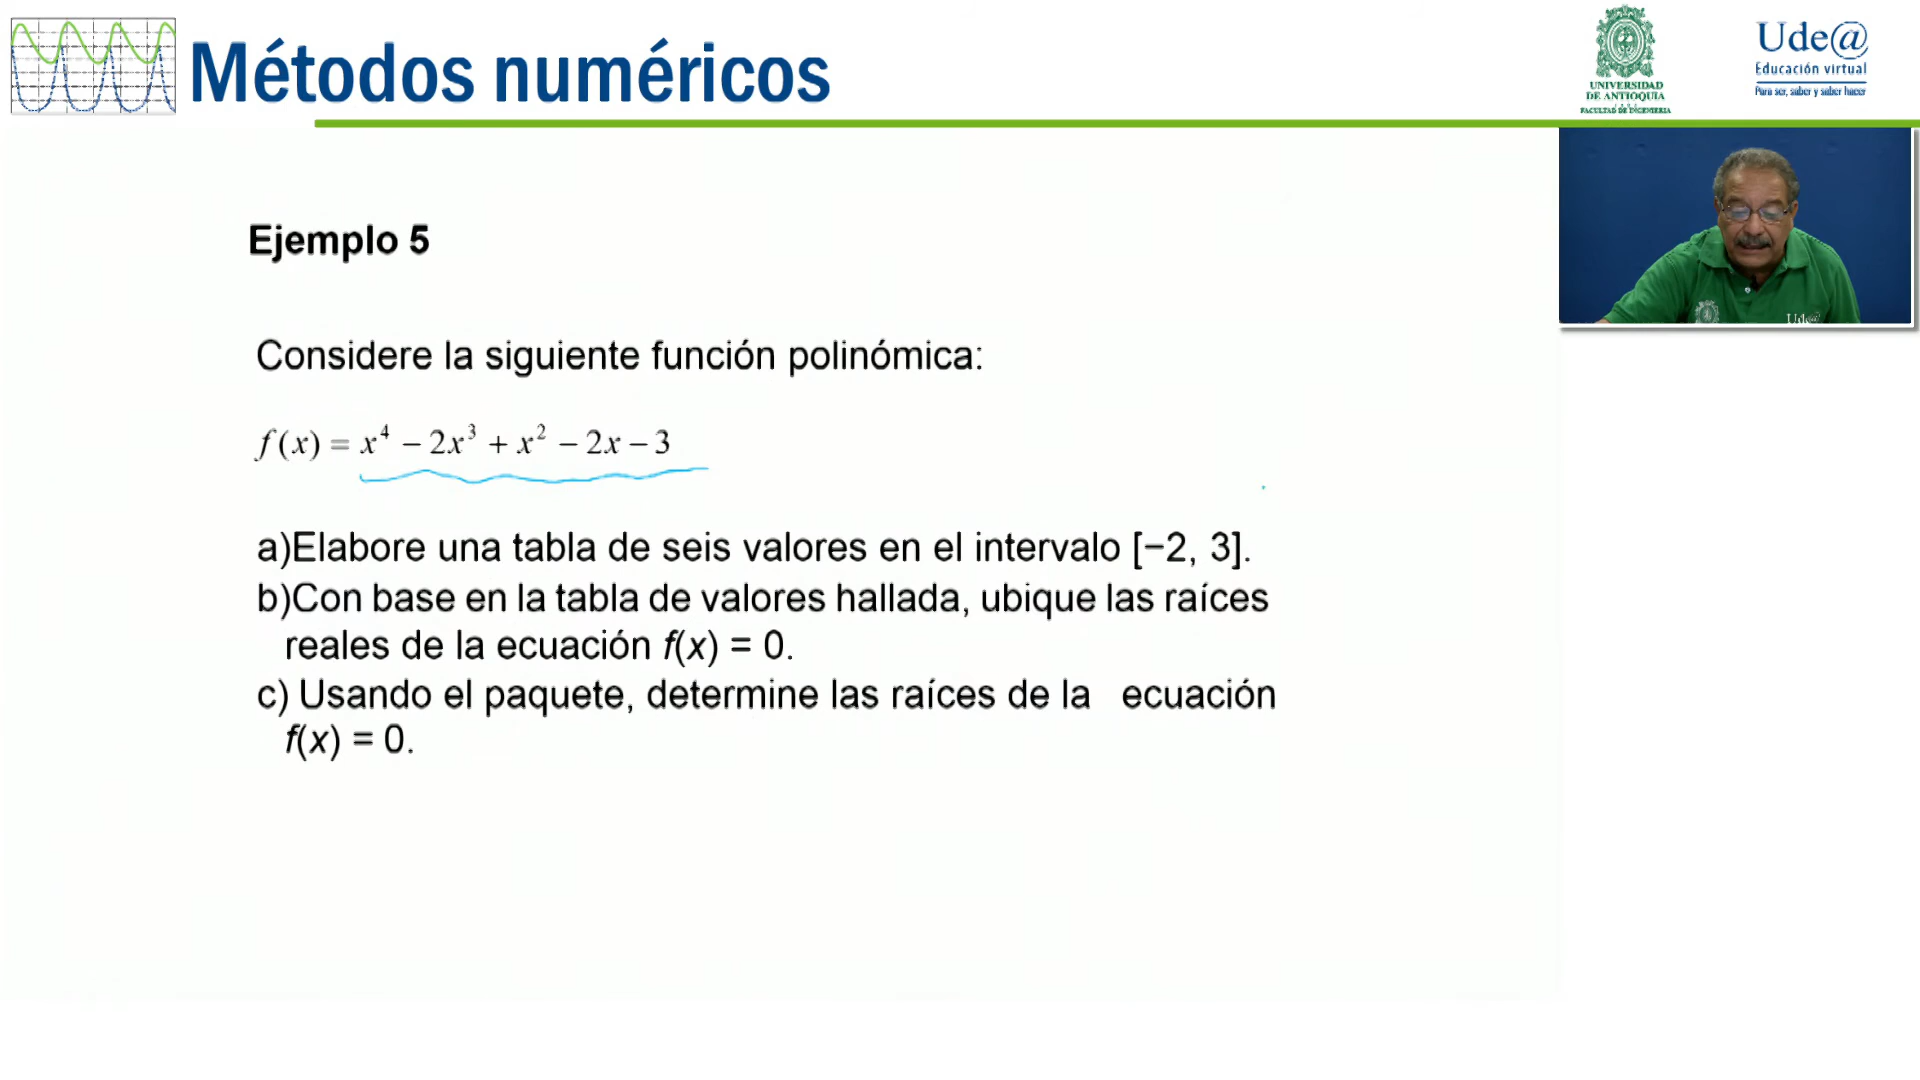 Métodos numéricos
UNIVERSIDAD
DE ANTIOQUIA
FACULTAD DE INGENIERIA
Ude@
Educación virtual
Para ser, saber y saber hacer
Ude@
Ejemplo 5
Considere la siguiente función polinómica:
f(x) = x⁴ − 2x³ + x² − 2x − 3
a)Elabore una tabla de seis valores en el intervalo [−2, 3].
b)Con base en la tabla de valores hallada, ubique las raíces
reales de la ecuación f(x) = 0.
c) Usando el paquete, determine las raíces de la ecuación
f(x) = 0.